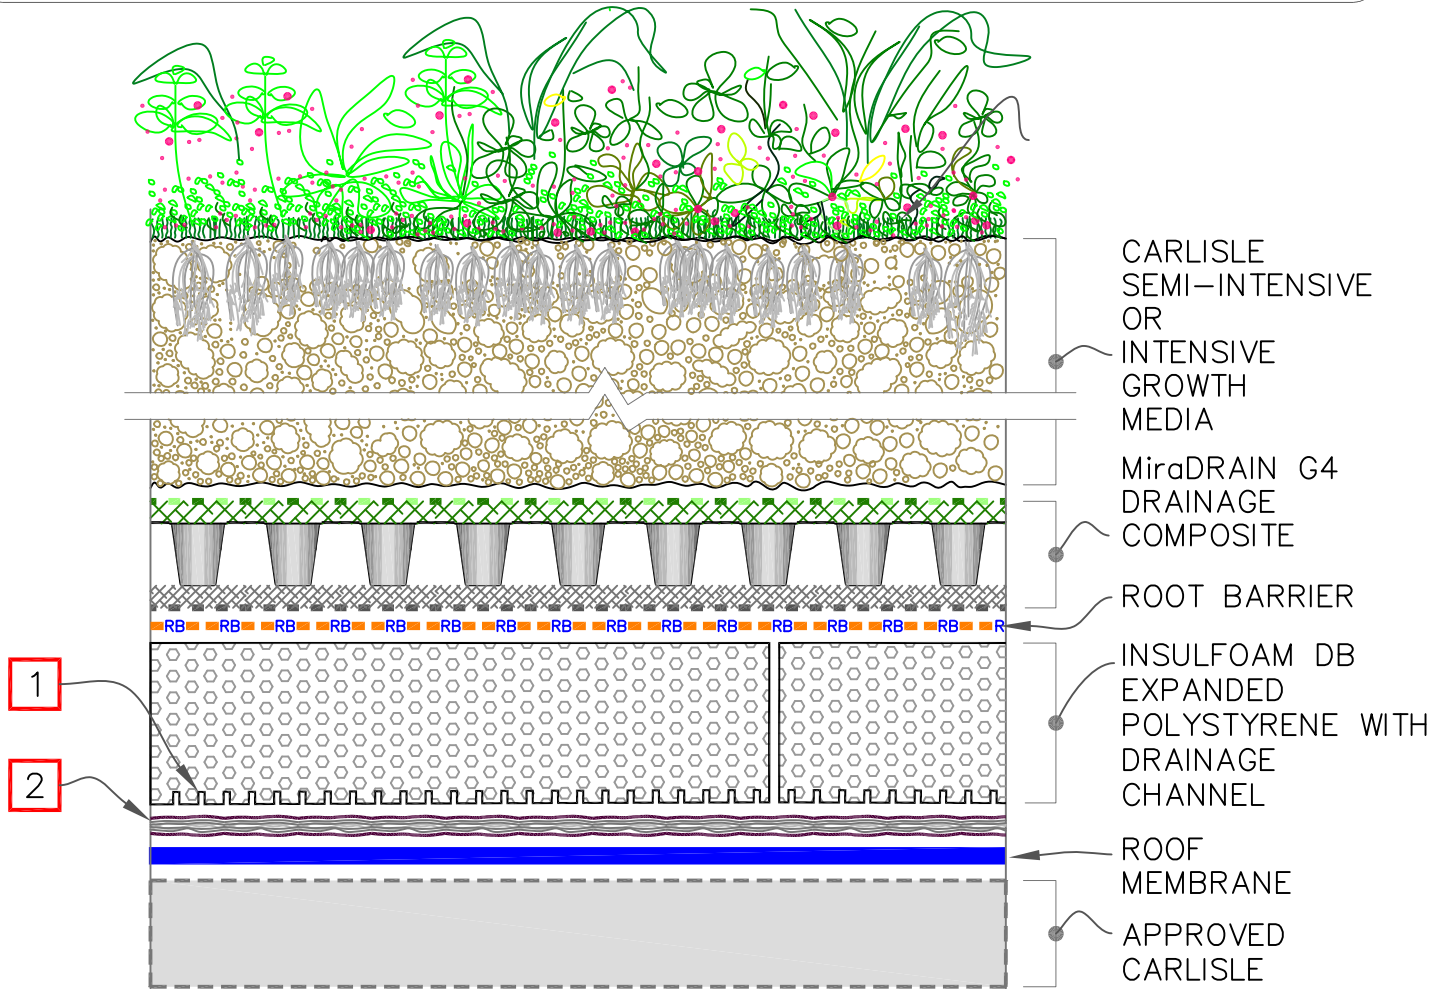 CARLISLE
SEMI-INTENSIVE
OR
INTENSIVE
GROWTH
MEDIA
MiraDRAIN G4
DRAINAGE
COMPOSITE
ROOT BARRIER
RB RB RB RB RB RB RB RB RB RB RB RB RB RB RB R
INSULFOAM DB
EXPANDED
POLYSTYRENE WITH
DRAINAGE
CHANNEL
1
2
ROOF
MEMBRANE
APPROVED
CARLISLE